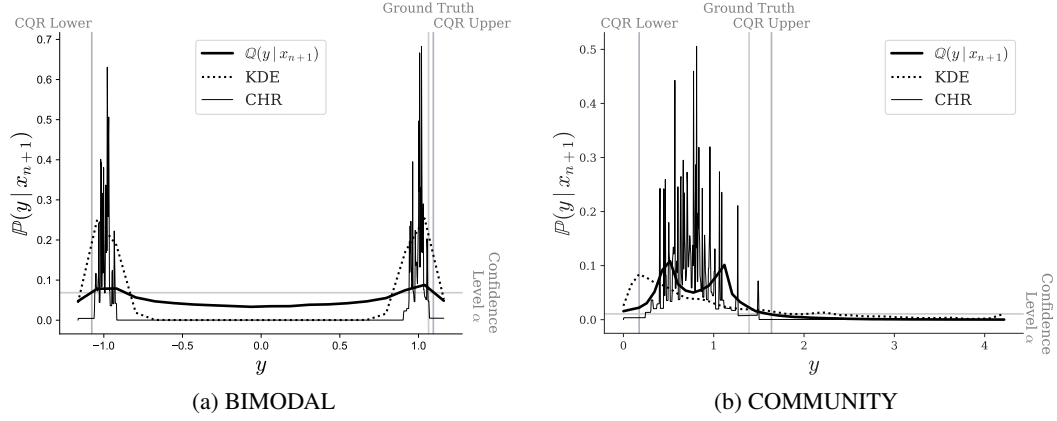 Ground Truth
CQR Lower
CQR Upper
0.7
0.6
0.5
0.4
0.3
0.2
0.1
0.0
ℙ(y | x_{n+1})
ℚ(y | x_{n+1})
KDE
CHR
Confidence
Level α
−1.0
−0.5
0.0
0.5
1.0
y
(a) BIMODAL
Ground Truth
CQR Lower
CQR Upper
0.5
0.4
0.3
0.2
0.1
0.0
ℙ(y | x_{n+1})
ℚ(y | x_{n+1})
KDE
CHR
Confidence
Level α
0
1
2
3
4
y
(b) COMMUNITY